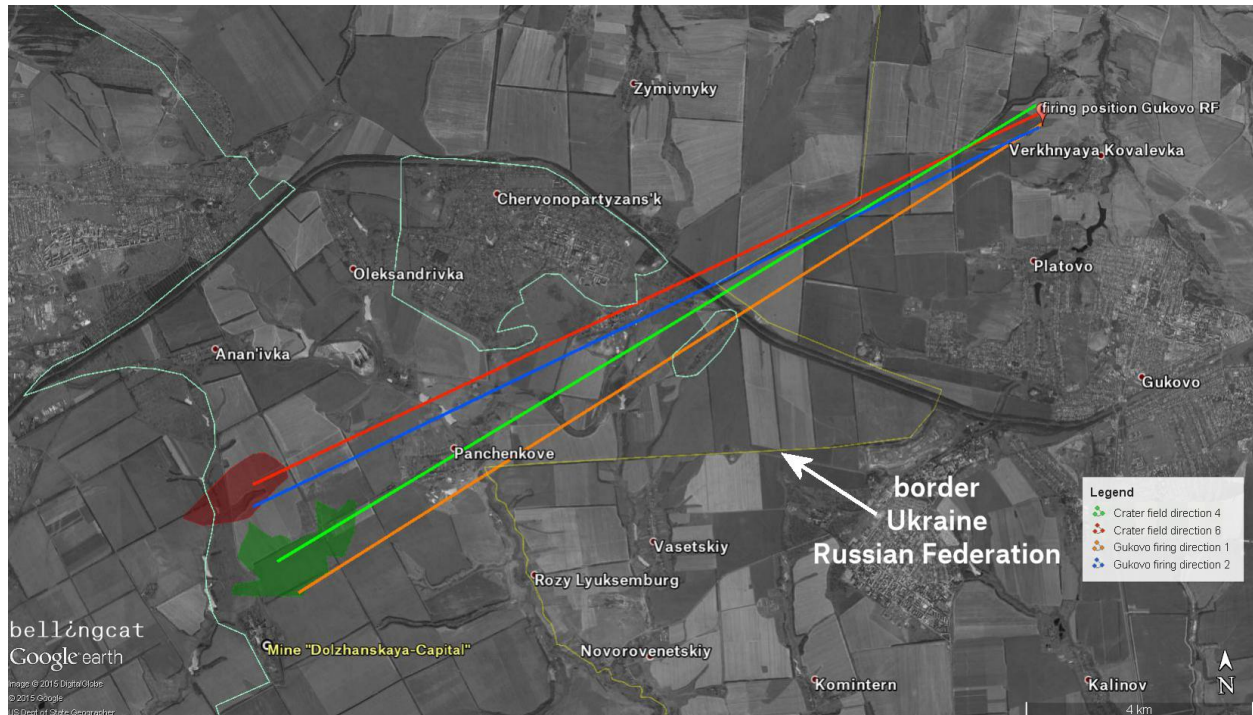 Zymivnyky
firing position Gukovo RF
Verkhnyaya Kovalevka
Chervonopartyzans'k
Platovo
Oleksandrivka
Anan'ivka
Gukovo
Panchenkove
border
Ukraine
Russian Federation
Legend
Crater field direction 4
Crater field direction 6
Gukovo firing direction 1
Gukovo firing direction 2
Vasetskiy
Rozy Lyuksemburg
bell¿ngcat
Google earth
Mine "Dolzhanskaya-Capital"
Novorovenetskiy
Komintern
Kalinov
N
Image © 2015 DigitalGlobe
© 2015 Google
US Dept of State Geographer
4 km